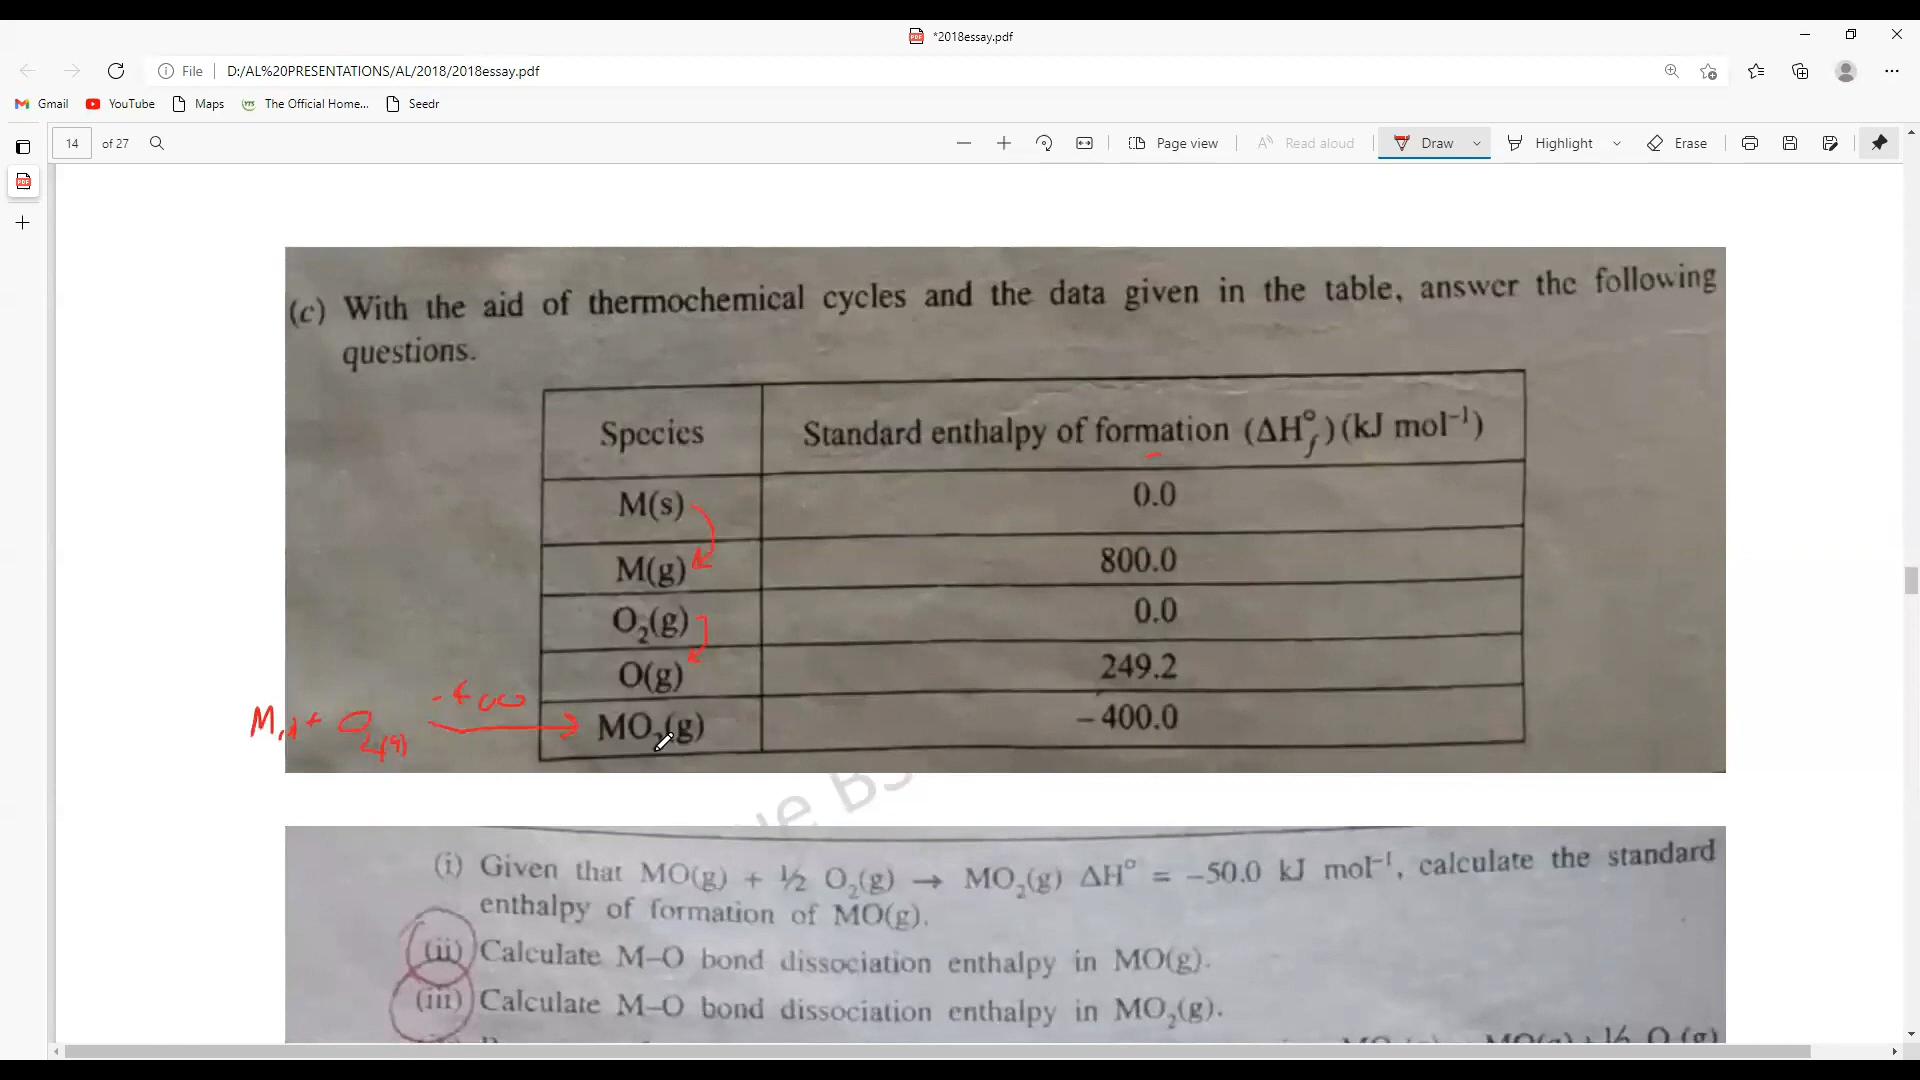 *2018essay.pdf
File D:/AL%20PRESENTATIONS/AL/2018/2018essay.pdf
Gmail YouTube Maps The Official Home... Seedr
14 of 27 Page view Read aloud Draw Highlight Erase
(c) With the aid of thermochemical cycles and the data given in the table, answer the following
questions.
Species Standard enthalpy of formation (ΔH°f) (kJ mol⁻¹)
M(s) 0.0
M(g) 800.0
O₂(g) 0.0
O(g) 249.2
-400
M + O₂(g) → MO₂(g) −400.0
(i) Given that MO(g) + ½ O₂(g) → MO₂(g) ΔH° = −50.0 kJ mol⁻¹, calculate the standard
enthalpy of formation of MO(g).
(ii) Calculate M–O bond dissociation enthalpy in MO(g).
(iii) Calculate M–O bond dissociation enthalpy in MO₂(g).